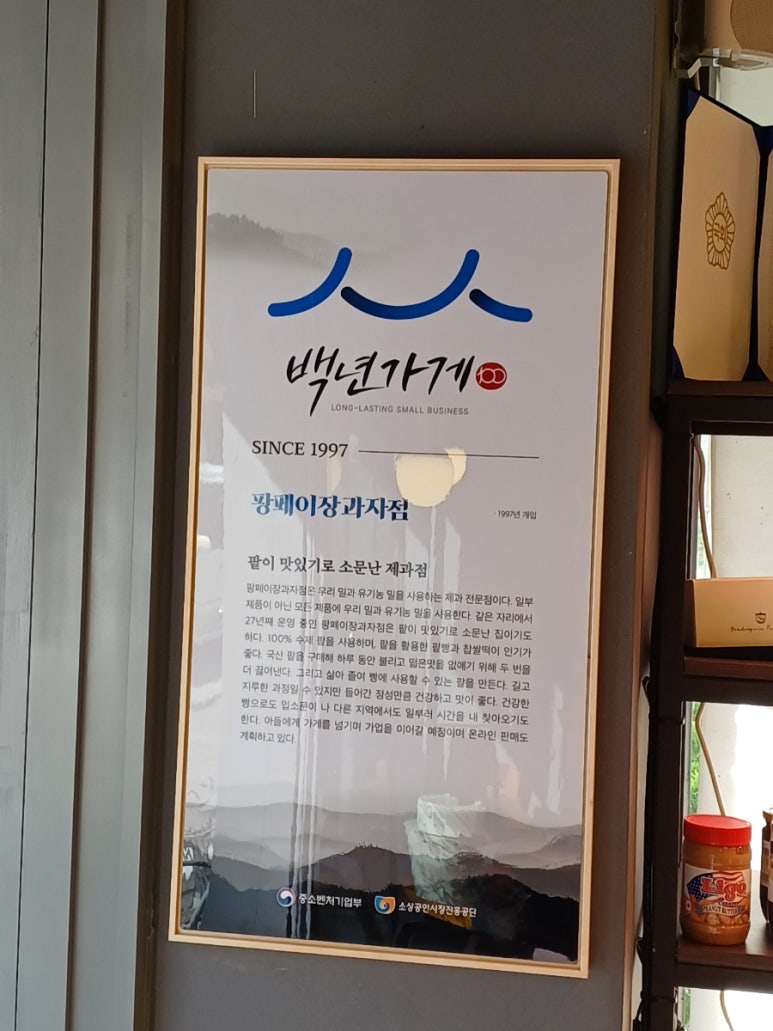 백년가게 100
LONG-LASTING SMALL BUSINESS
SINCE 1997
팡페이장과자점
· 1997년 개업
팥이 맛있기로 소문난 제과점
팡페이장과자점은 우리 밀과 유기농 밀을 사용하는 제과 전문점이다. 일부
제품이 아닌 모든 제품에 우리 밀과 유기농 밀을 사용한다. 같은 자리에서
27년째 운영 중인 팡페이장과자점은 팥이 맛있기로 소문난 집이기도
하다. 100% 수제 팥을 사용하며, 팥을 활용한 팥빵과 찹쌀떡이 인기가
좋다. 국산 팥을 구매해 하루 동안 불리고 떫은맛을 없애기 위해 두 번을
더 끓여낸다. 그리고 삶아 졸여 빵에 사용할 수 있는 팥을 만든다. 길고
지루한 과정일 수 있지만 들어간 정성만큼 건강하고 맛이 좋다. 건강한
빵으로도 입소문이 나 다른 지역에서도 일부러 시간을 내 찾아오기도
한다. 아들에게 가게를 넘기며 가업을 이어갈 예정이며 온라인 판매도
계획하고 있다.
중소벤처기업부
소상공인시장진흥공단
Ligo
PEANUT BUTTER